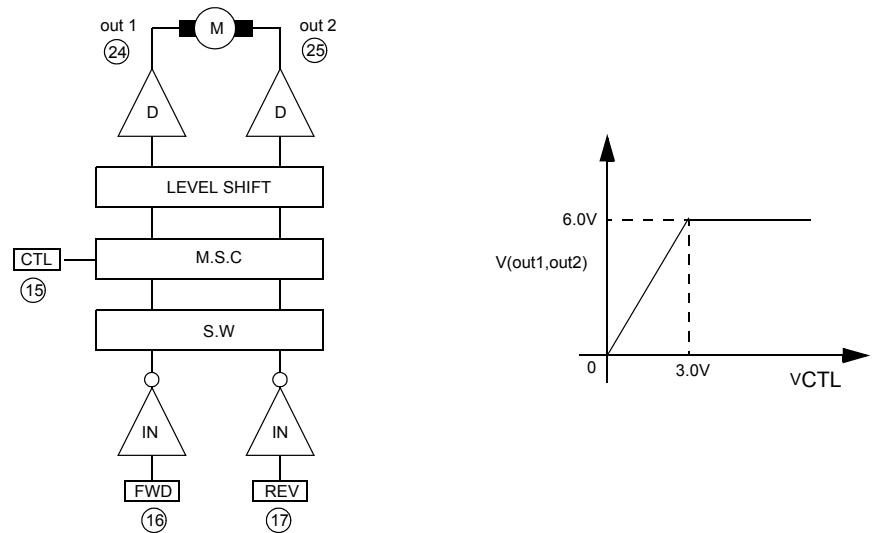 out 1
M
out 2
24
25
D
D
LEVEL SHIFT
CTL
M.S.C
15
S.W
IN
IN
FWD
REV
16
17
6.0V
V(out1,out2)
0
3.0V
VCTL